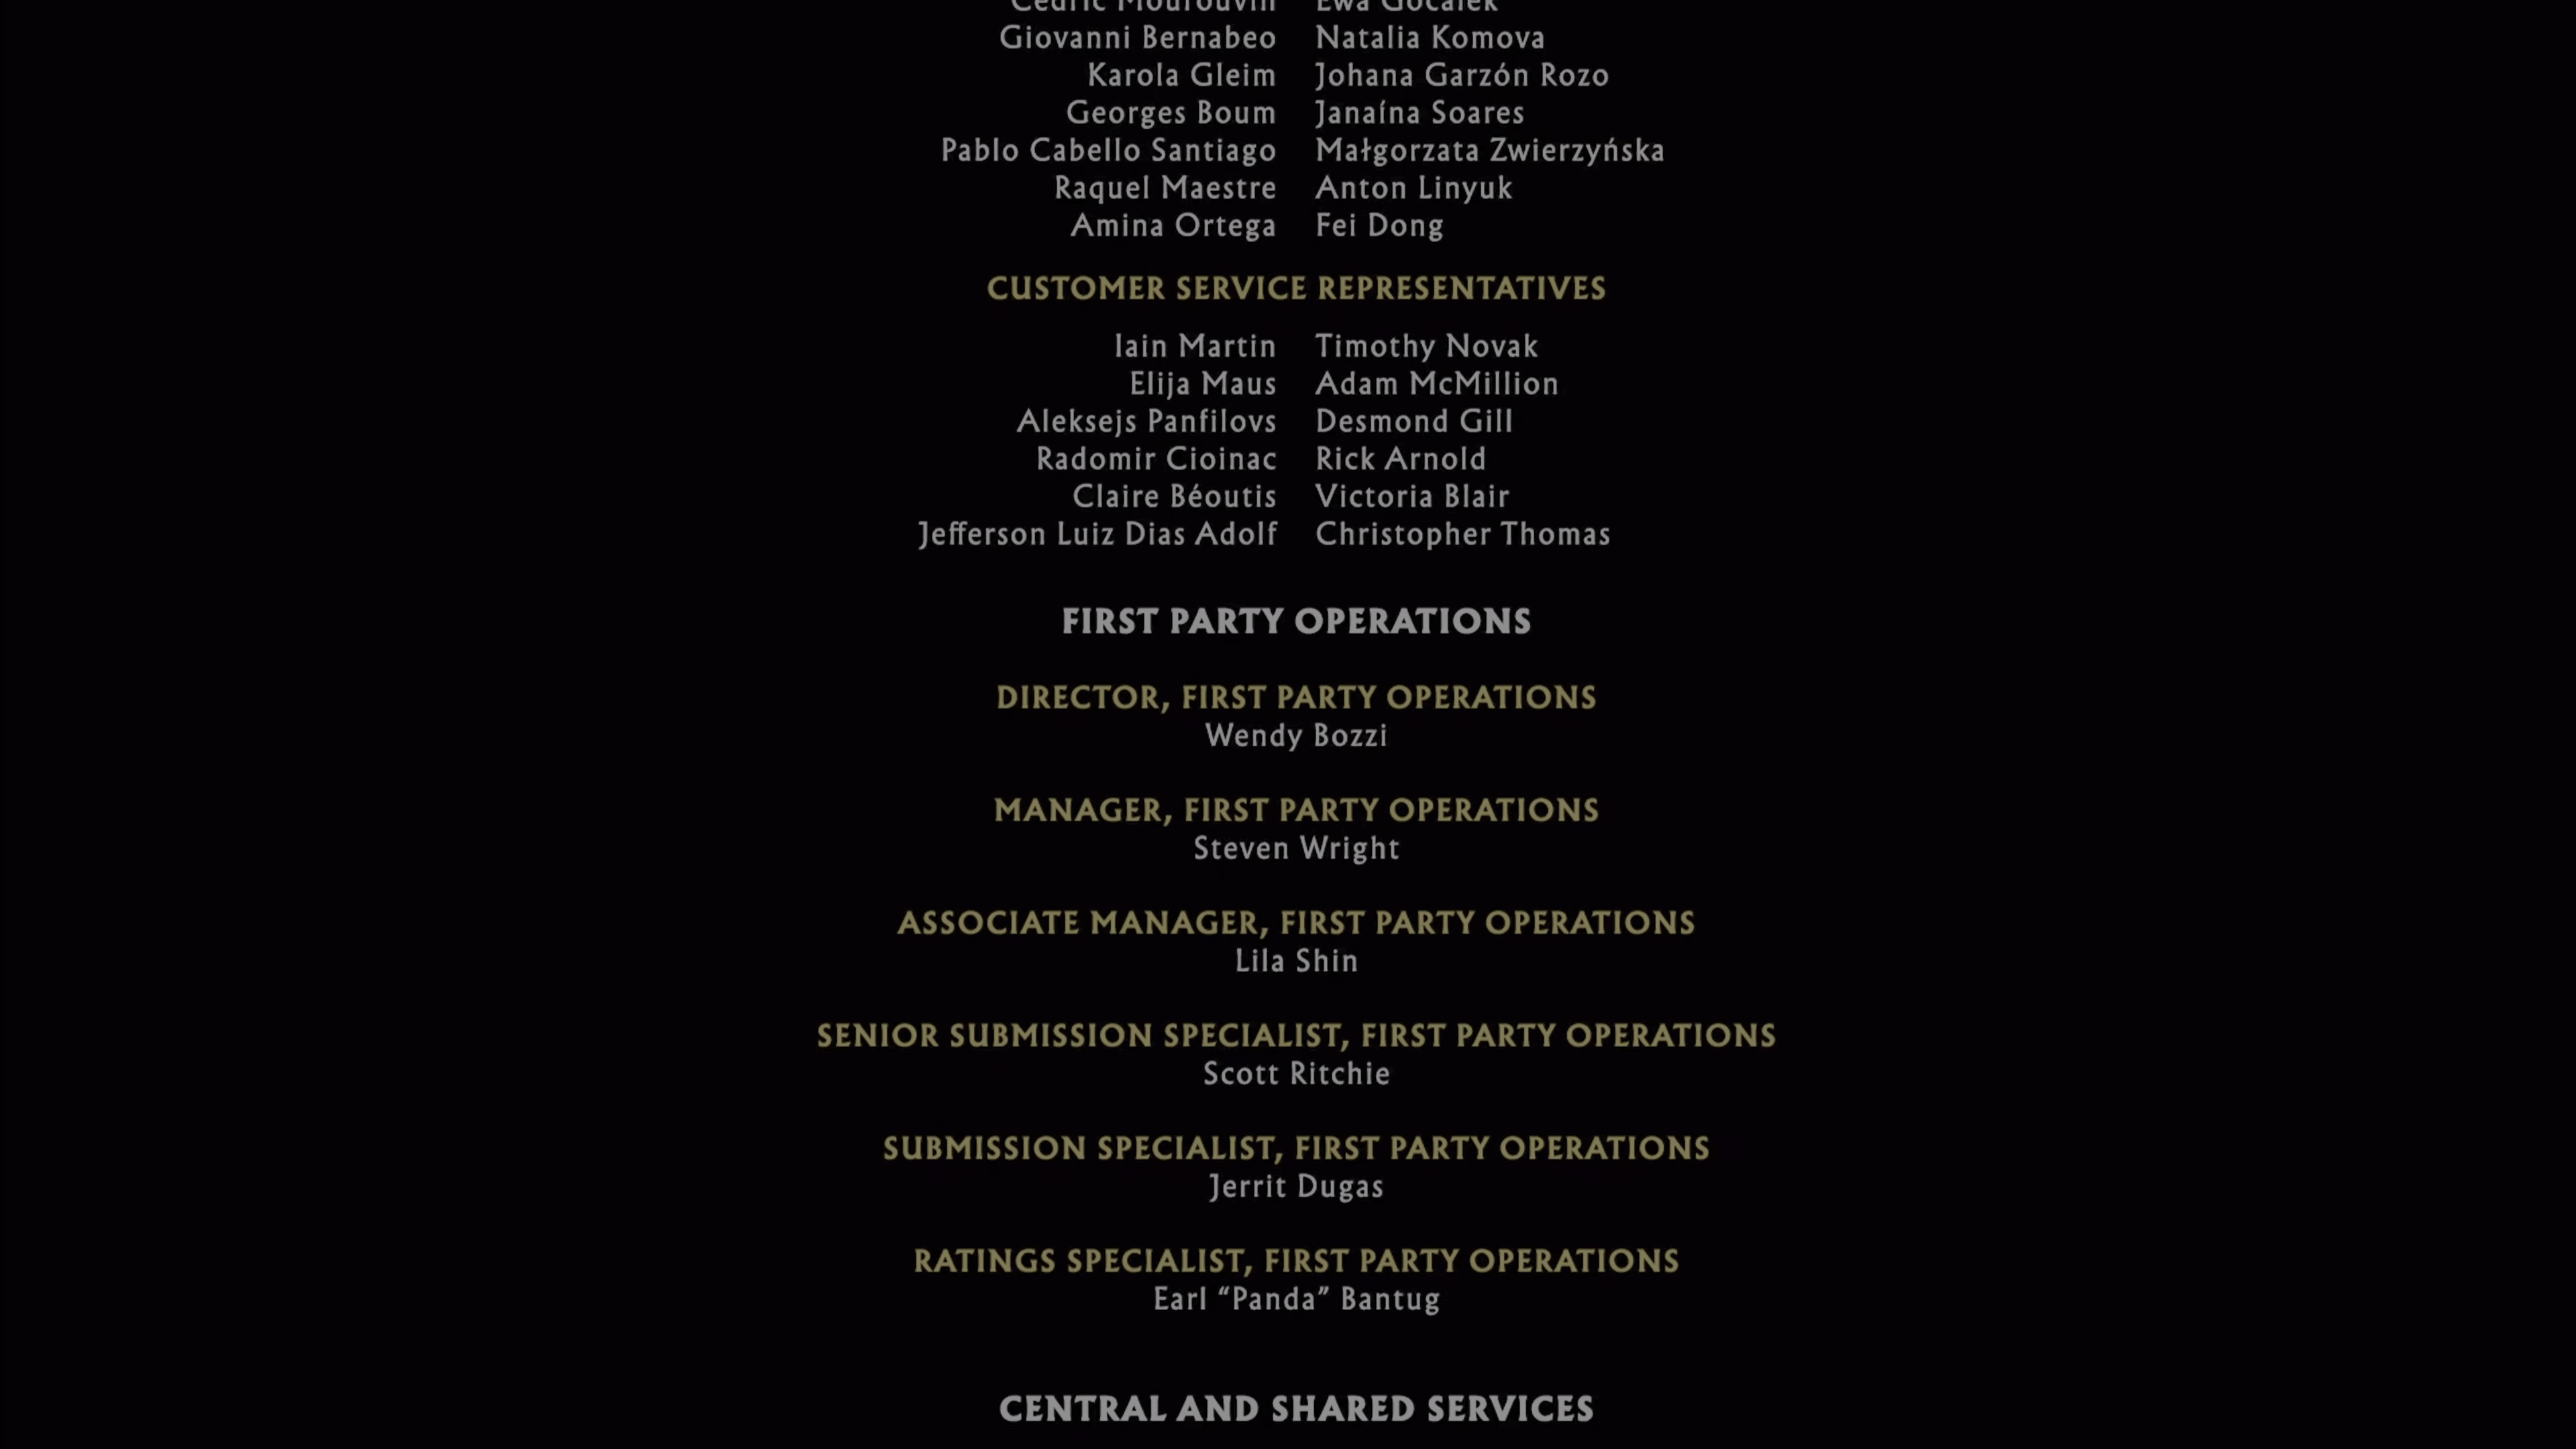 Cédric Mourouvin Ewa Gocałek
Giovanni Bernabeo Natalia Komova
Karola Gleim Johana Garzón Rozo
Georges Boum Janaína Soares
Pablo Cabello Santiago Małgorzata Zwierzyńska
Raquel Maestre Anton Linyuk
Amina Ortega Fei Dong
CUSTOMER SERVICE REPRESENTATIVES
Iain Martin Timothy Novak
Elija Maus Adam McMillion
Aleksejs Panfilovs Desmond Gill
Radomir Cioinac Rick Arnold
Claire Béoutis Victoria Blair
Jefferson Luiz Dias Adolf Christopher Thomas
FIRST PARTY OPERATIONS
DIRECTOR, FIRST PARTY OPERATIONS
Wendy Bozzi
MANAGER, FIRST PARTY OPERATIONS
Steven Wright
ASSOCIATE MANAGER, FIRST PARTY OPERATIONS
Lila Shin
SENIOR SUBMISSION SPECIALIST, FIRST PARTY OPERATIONS
Scott Ritchie
SUBMISSION SPECIALIST, FIRST PARTY OPERATIONS
Jerrit Dugas
RATINGS SPECIALIST, FIRST PARTY OPERATIONS
Earl “Panda” Bantug
CENTRAL AND SHARED SERVICES